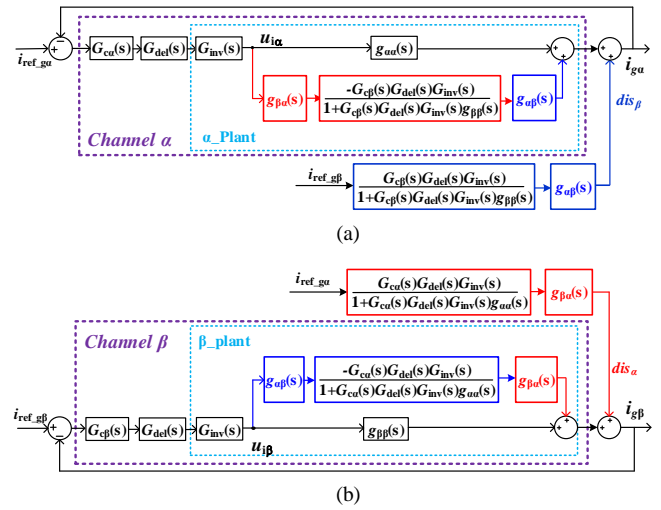 i_ref_gα
G_cα(s)
G_del(s)
G_inv(s)
u_iα
g_αα(s)
i_gα
g_βα(s)
-G_cβ(s)G_del(s)G_inv(s)
1+G_cβ(s)G_del(s)G_inv(s)g_ββ(s)
g_αβ(s)
dis_β
Channel α
α_Plant
i_ref_gβ
G_cβ(s)G_del(s)G_inv(s)
1+G_cβ(s)G_del(s)G_inv(s)g_ββ(s)
g_αβ(s)
(a)
i_ref_gα
G_cα(s)G_del(s)G_inv(s)
1+G_cα(s)G_del(s)G_inv(s)g_αα(s)
g_βα(s)
Channel β
β_plant
g_αβ(s)
-G_cα(s)G_del(s)G_inv(s)
1+G_cα(s)G_del(s)G_inv(s)g_αα(s)
g_βα(s)
dis_α
i_ref_gβ
G_cβ(s)
G_del(s)
G_inv(s)
u_iβ
g_ββ(s)
i_gβ
(b)